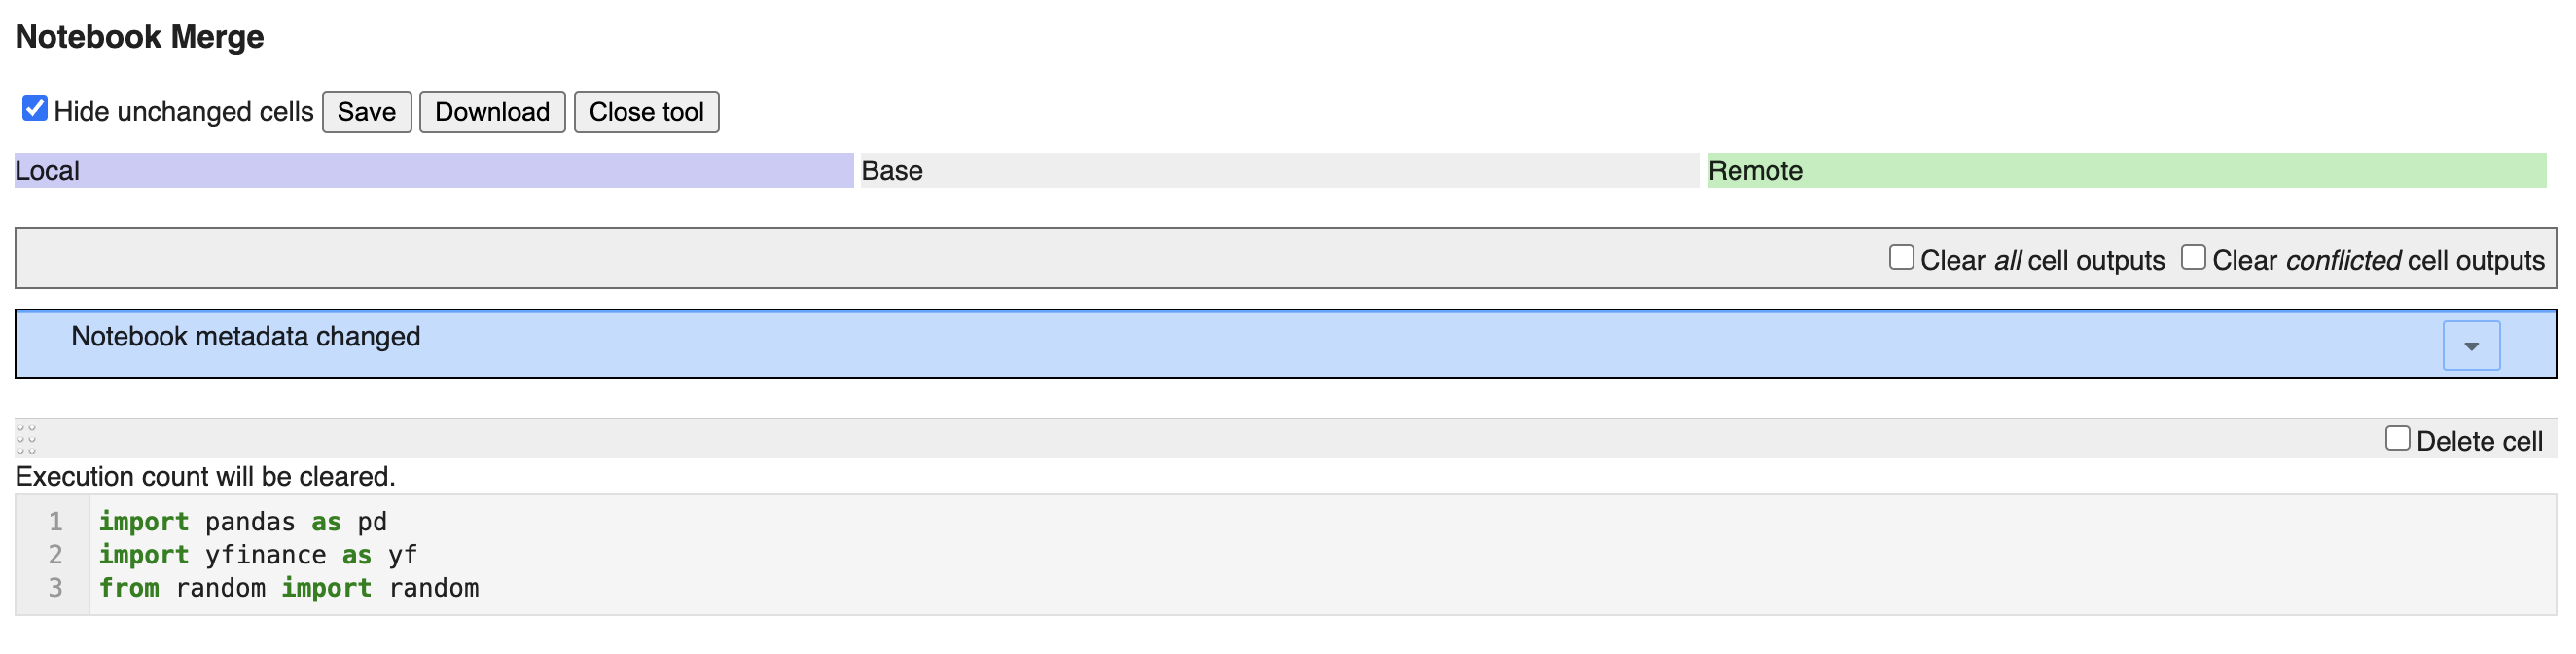 Notebook Merge
Hide unchanged cells Save Download Close tool
Local Base Remote
Clear all cell outputs Clear conflicted cell outputs
Notebook metadata changed
Delete cell
Execution count will be cleared.
1 import pandas as pd
2 import yfinance as yf
3 from random import random